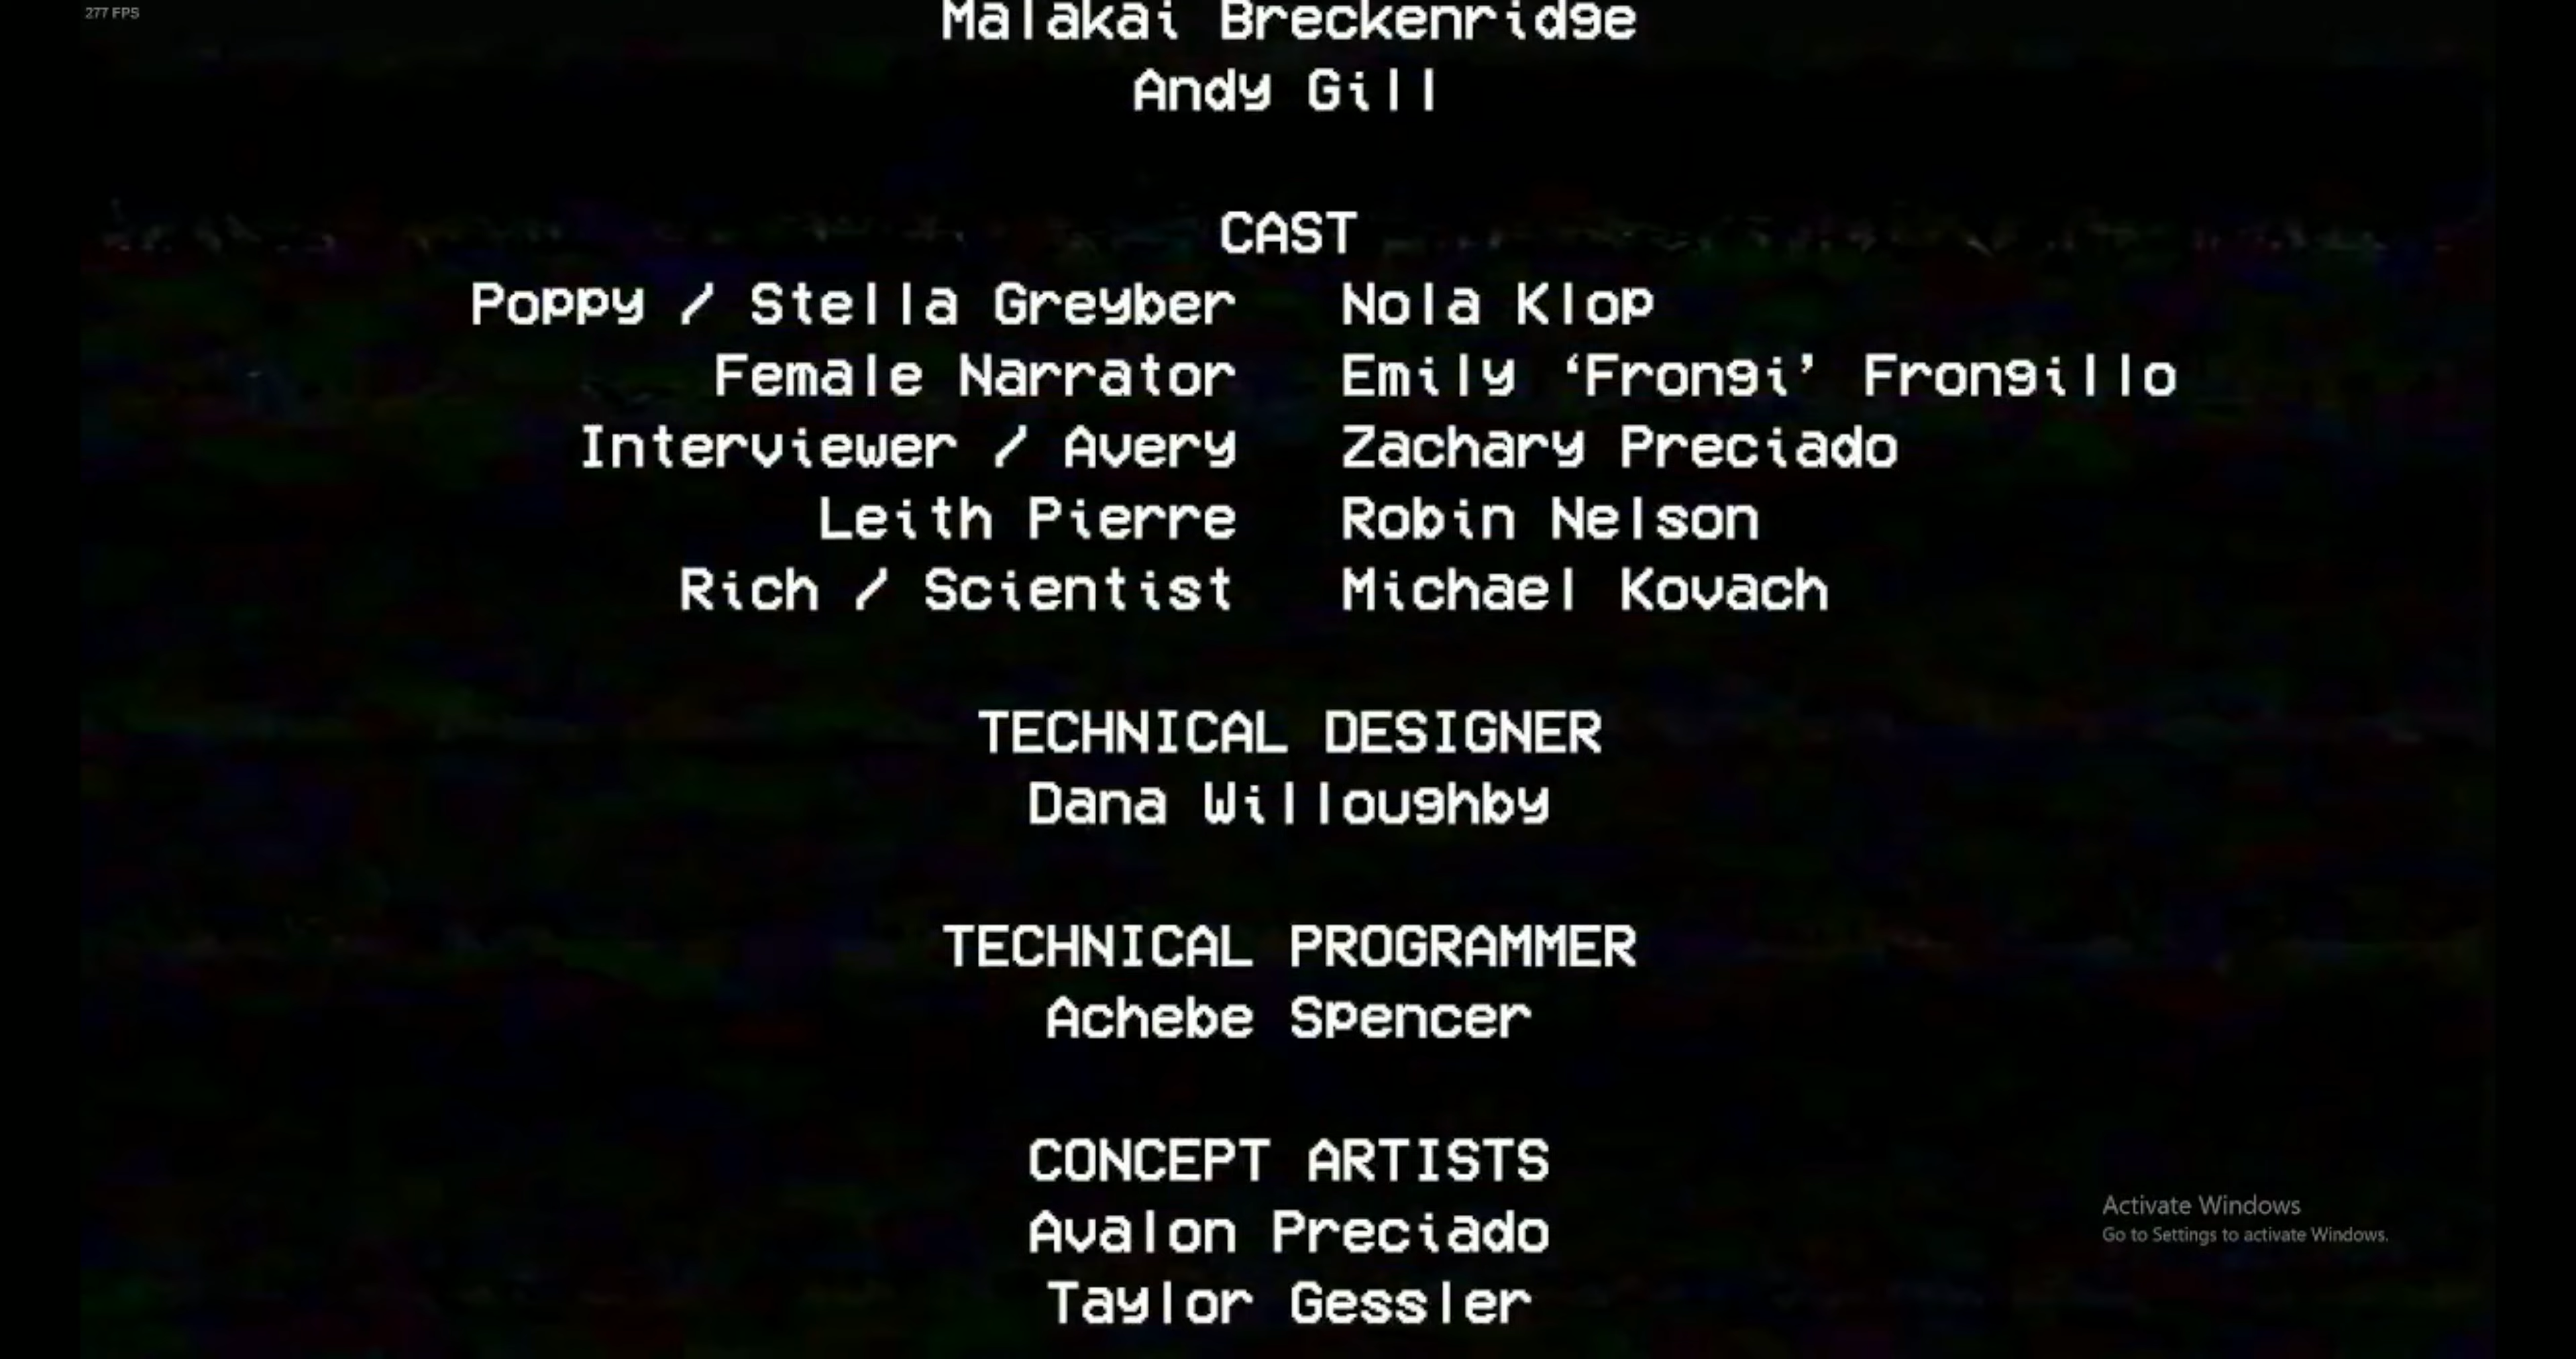 277 FPS
Malakai Breckenridge
Andy Gill
CAST
Poppy / Stella Greyber Nola Klop
Female Narrator Emily ‘Frongi’ Frongillo
Interviewer / Avery Zachary Preciado
Leith Pierre Robin Nelson
Rich / Scientist Michael Kovach
TECHNICAL DESIGNER
Dana Willoughby
TECHNICAL PROGRAMMER
Achebe Spencer
CONCEPT ARTISTS
Avalon Preciado
Taylor Gessler
Activate Windows
Go to Settings to activate Windows.